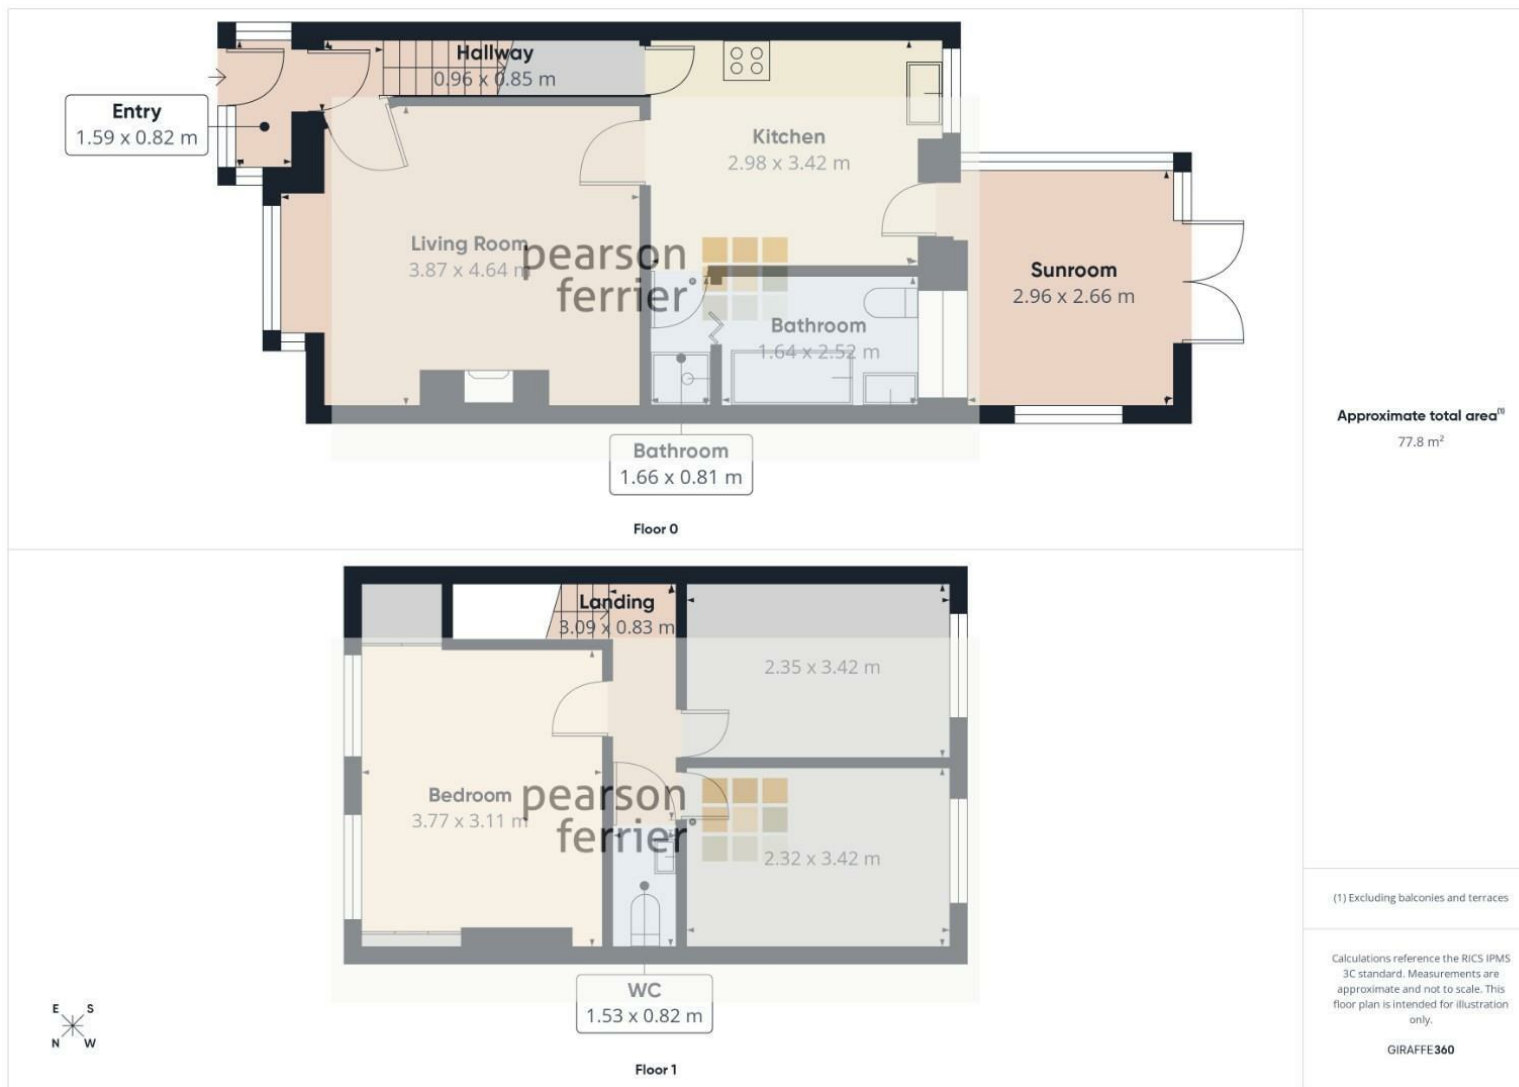 Hallway
0.96 x 0.85 m
Entry
1.59 x 0.82 m
Kitchen
2.98 x 3.42 m
Living Room
3.87 x 4.64 m
pearson
ferrier
Sunroom
2.96 x 2.66 m
Bathroom
1.64 x 2.52 m
Bathroom
1.66 x 0.81 m
Floor 0
Landing
3.09 x 0.83 m
2.35 x 3.42 m
Bedroom
3.77 x 3.11 m
pearson
ferrier
2.32 x 3.42 m
WC
1.53 x 0.82 m
E S
N W
Floor 1
Approximate total area(1)
77.8 m²
(1) Excluding balconies and terraces
Calculations reference the RICS IPMS
3C standard. Measurements are
approximate and not to scale. This
floor plan is intended for illustration
only.
GIRAFFE360